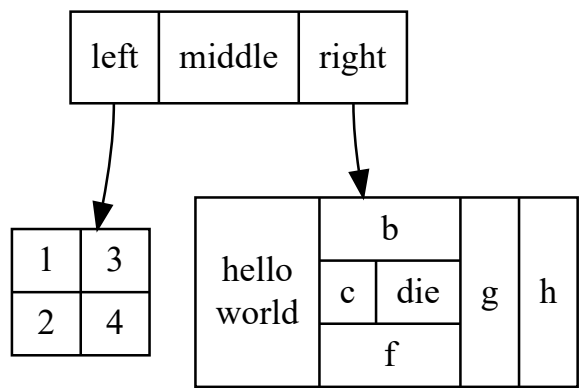 left middle right
1 3
2 4
hello
world
b
c die
f
g
h